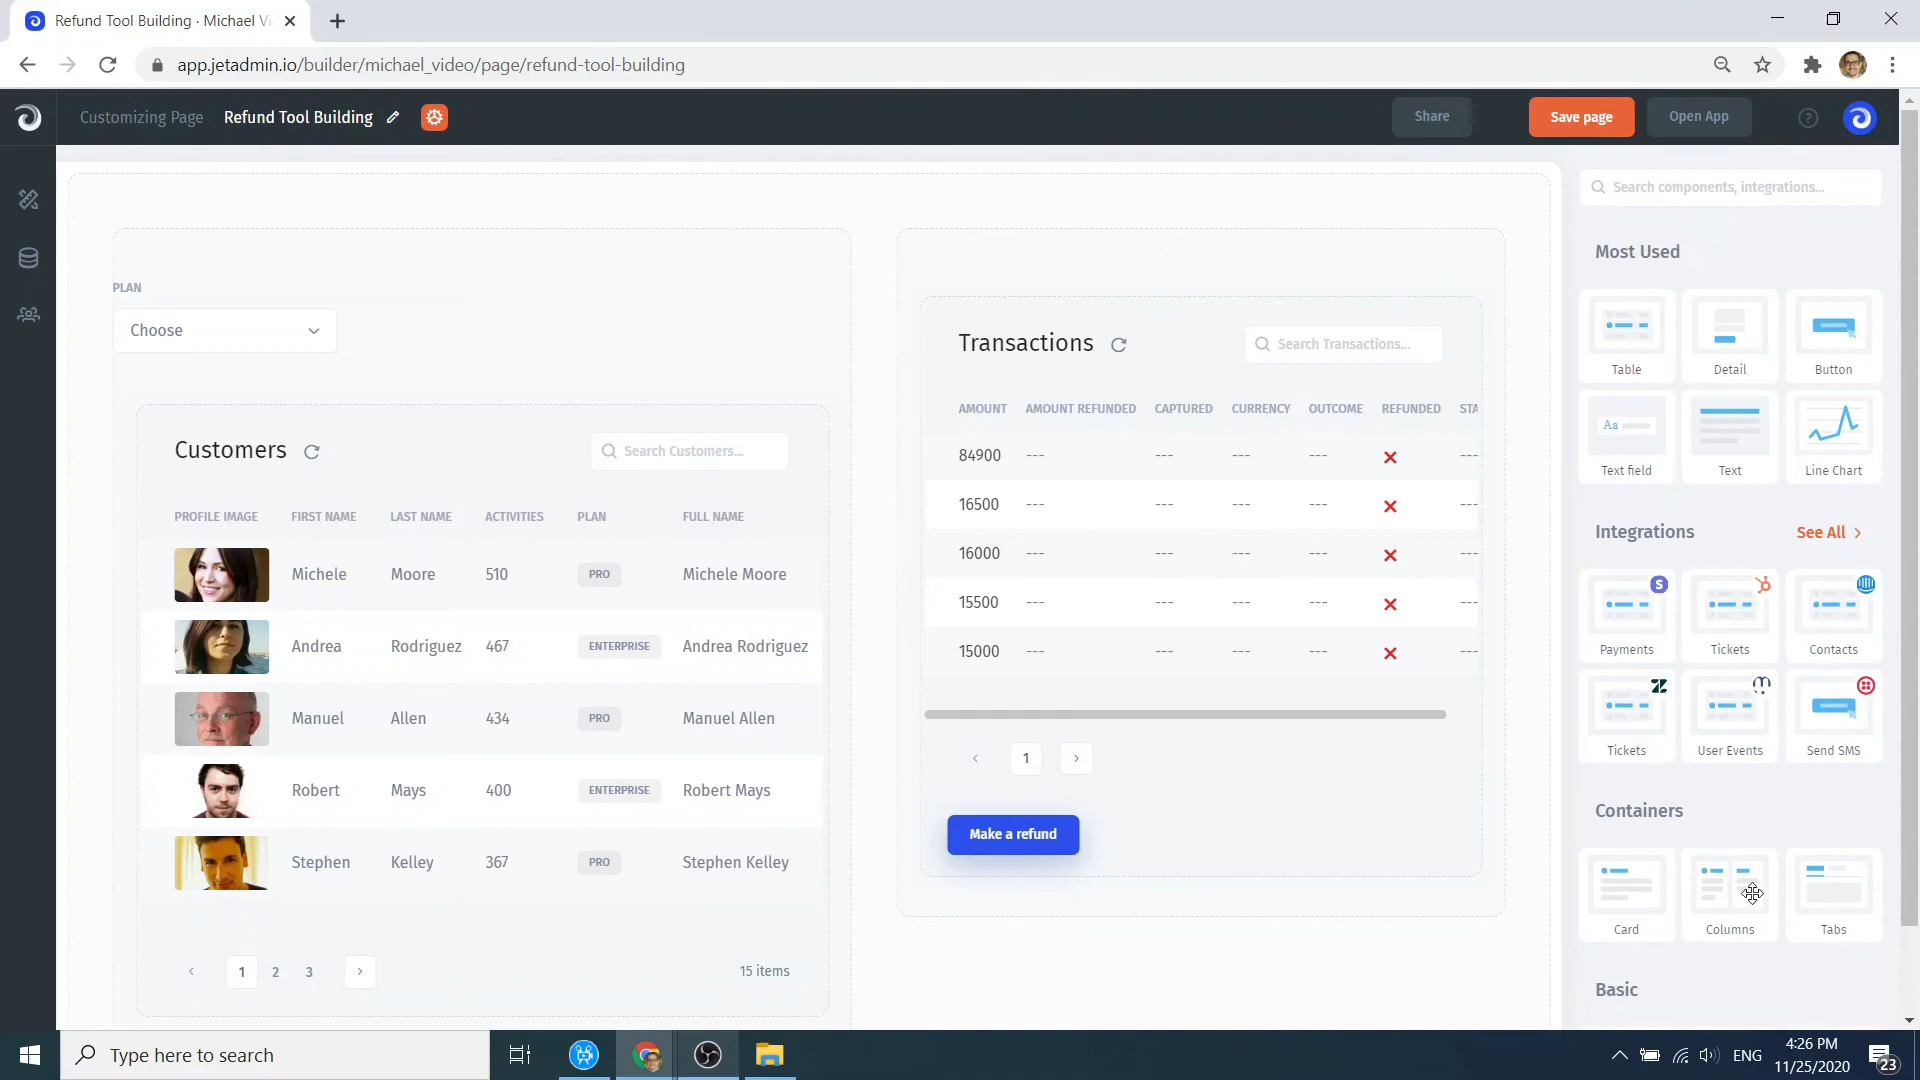 Refund Tool Building · Michael Vi
app.jetadmin.io/builder/michael_video/page/refund-tool-building
Customizing Page Refund Tool Building
Share
Save page
Open App
Search components, integrations...
Most Used
Table Detail Button
Aa
Text field Text Line Chart
Integrations See All
S
Payments Tickets Contacts
Tickets User Events Send SMS
Containers
Card Columns Tabs
Basic
PLAN
Choose
Customers
Search Customers...
PROFILE IMAGE FIRST NAME LAST NAME ACTIVITIES PLAN FULL NAME
Michele Moore 510 PRO Michele Moore
Andrea Rodriguez 467 ENTERPRISE Andrea Rodriguez
Manuel Allen 434 PRO Manuel Allen
Robert Mays 400 ENTERPRISE Robert Mays
Stephen Kelley 367 PRO Stephen Kelley
1 2 3
15 items
Transactions
Search Transactions...
AMOUNT AMOUNT REFUNDED CAPTURED CURRENCY OUTCOME REFUNDED STA
84900 --- --- --- --- ---
16500 --- --- --- --- ---
16000 --- --- --- --- ---
15500 --- --- --- --- ---
15000 --- --- --- --- ---
1
Make a refund
Type here to search
ENG
4:26 PM
11/25/2020
23